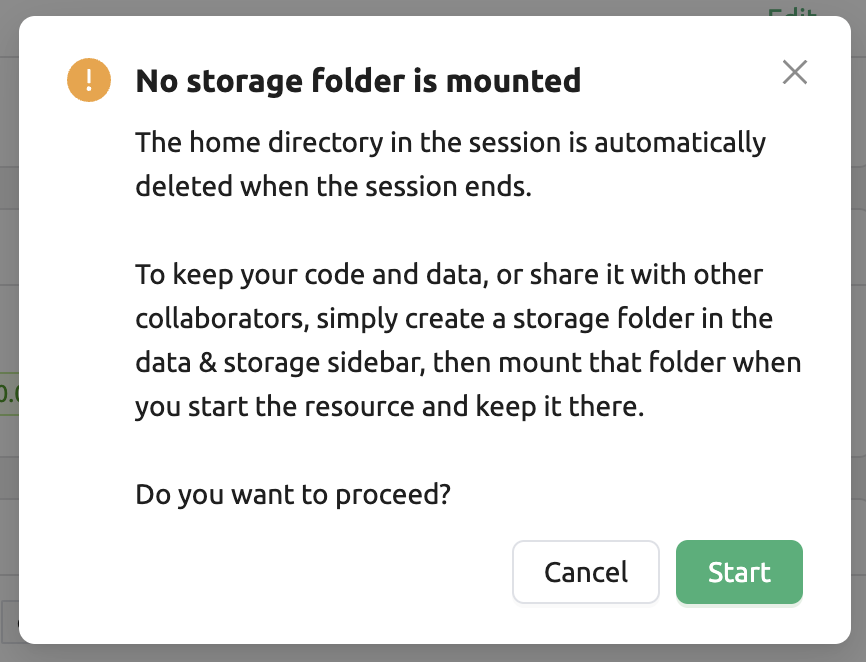 Edit
No storage folder is mounted
The home directory in the session is automatically
deleted when the session ends.
To keep your code and data, or share it with other
collaborators, simply create a storage folder in the
data & storage sidebar, then mount that folder when
you start the resource and keep it there.
Do you want to proceed?
Cancel
Start